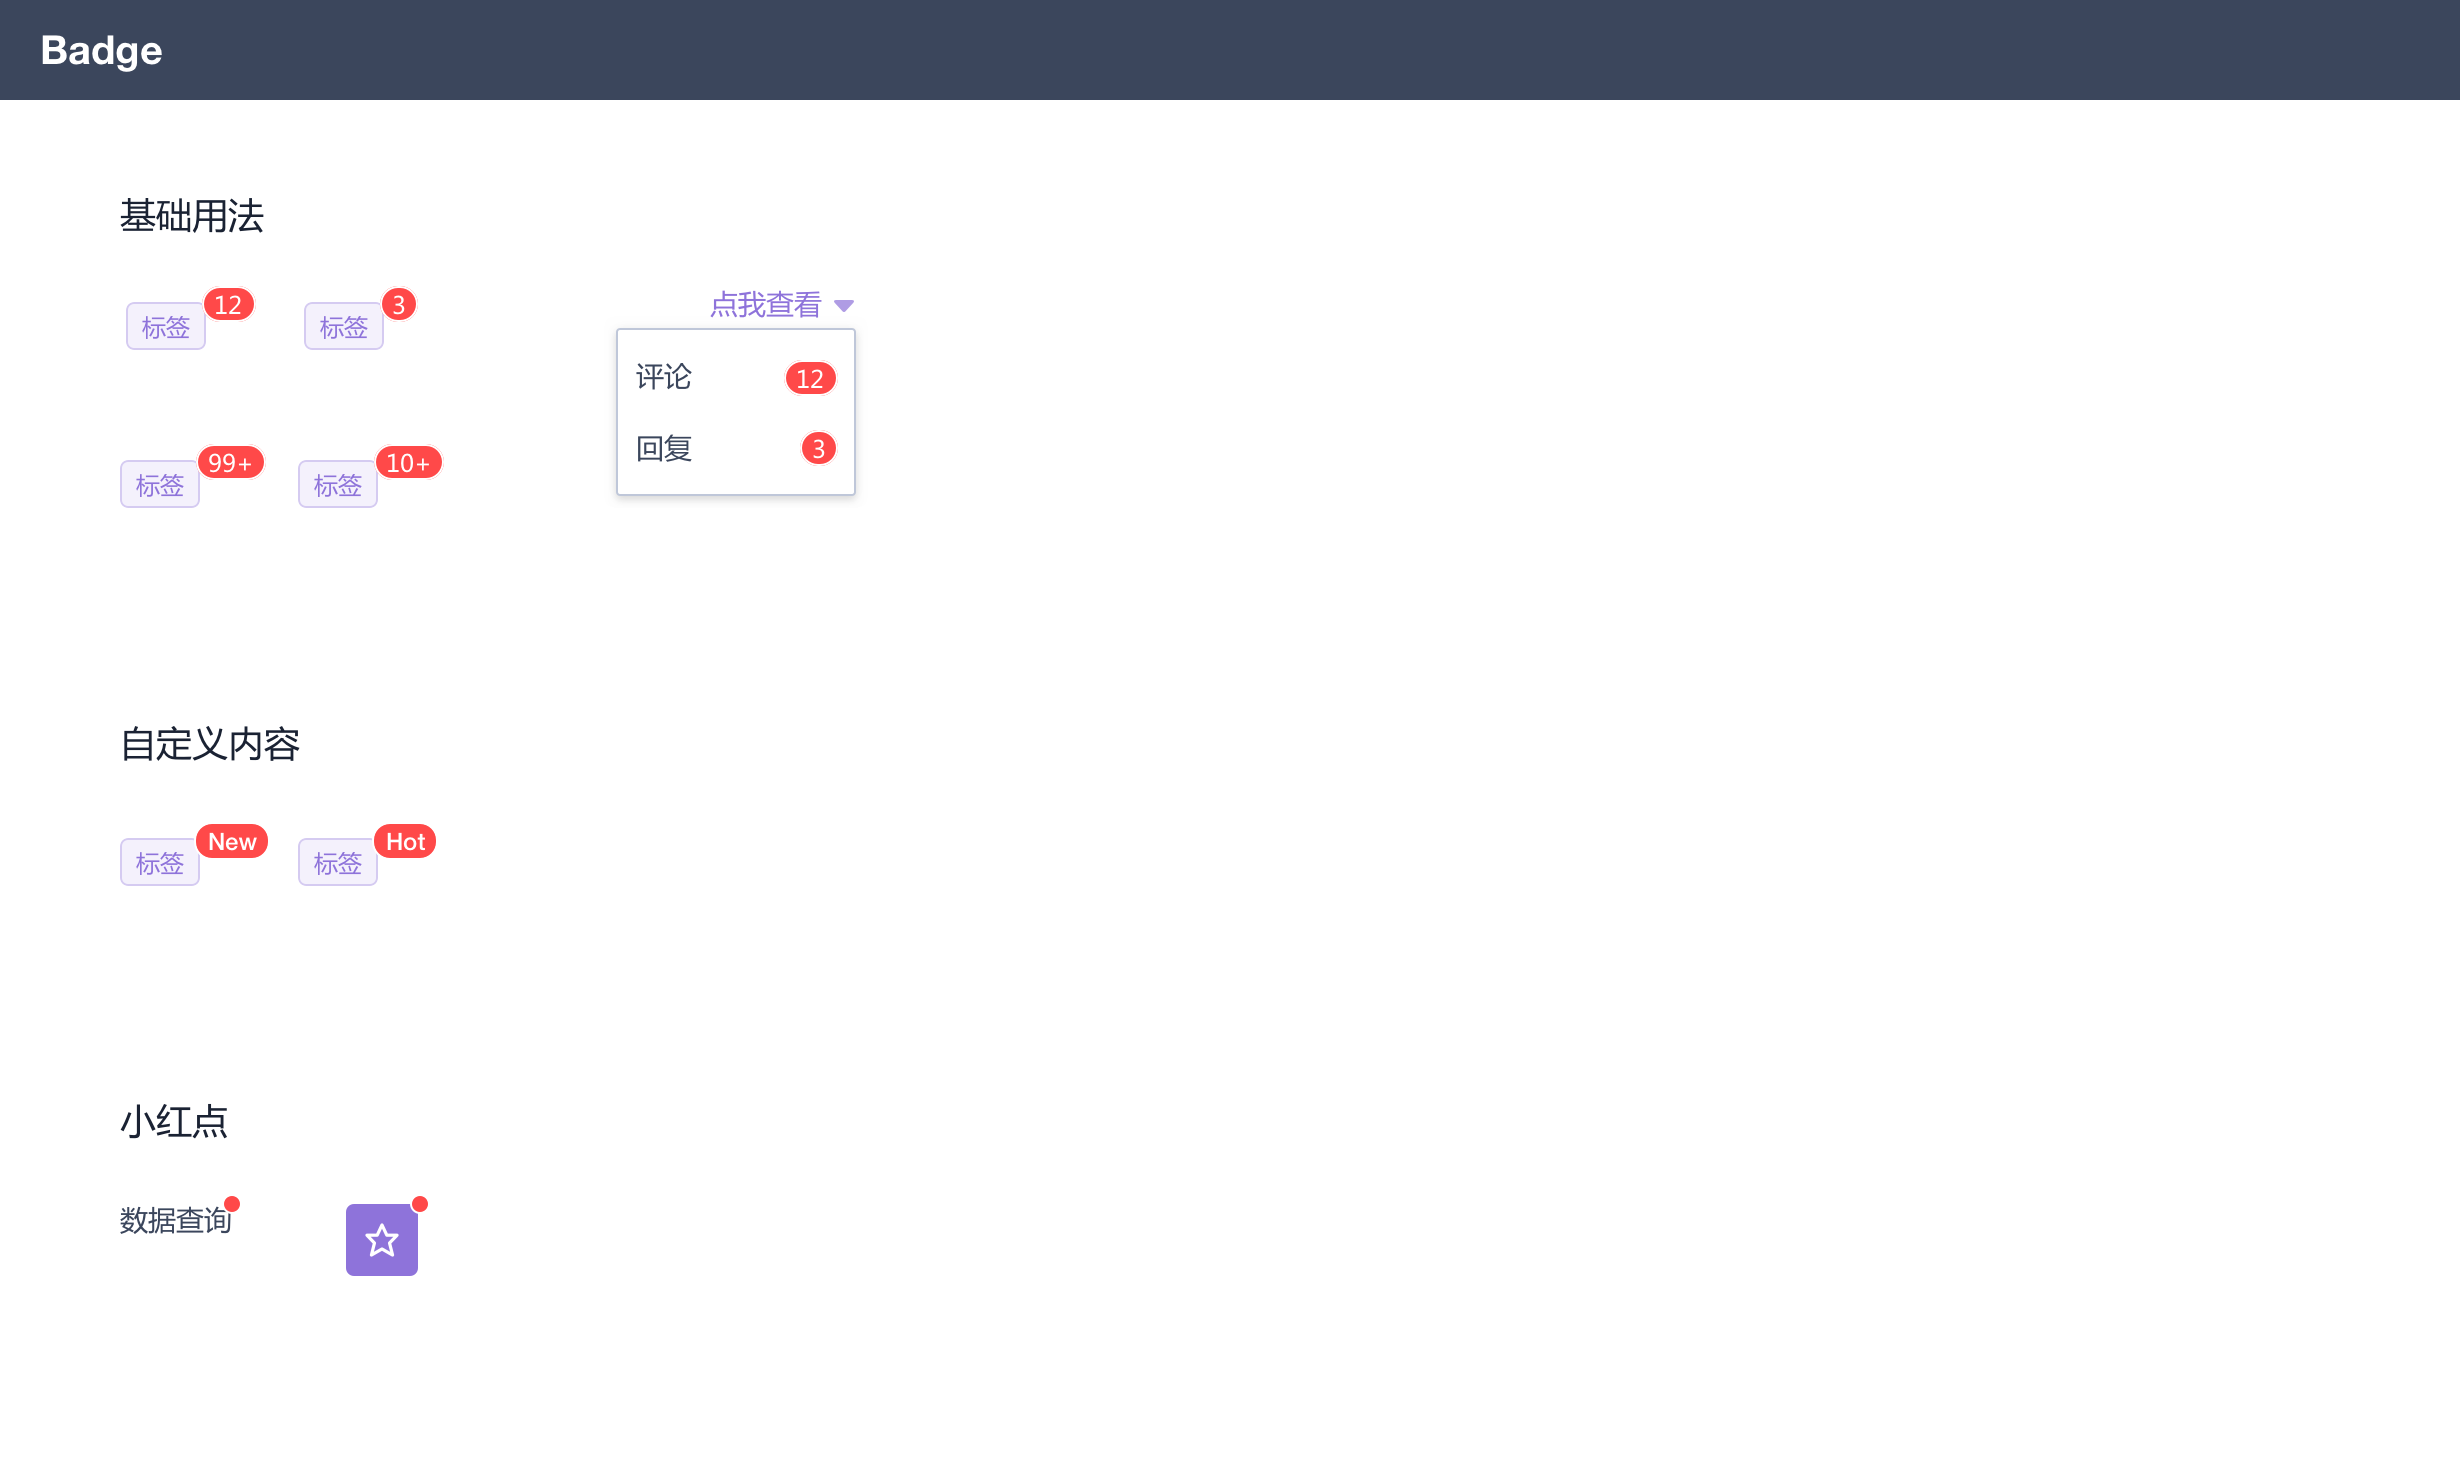 Badge
基础用法
标签 12 标签 3
标签 99+ 标签 10+
点我查看
评论 12
回复 3
自定义内容
标签 New 标签 Hot
小红点
数据查询